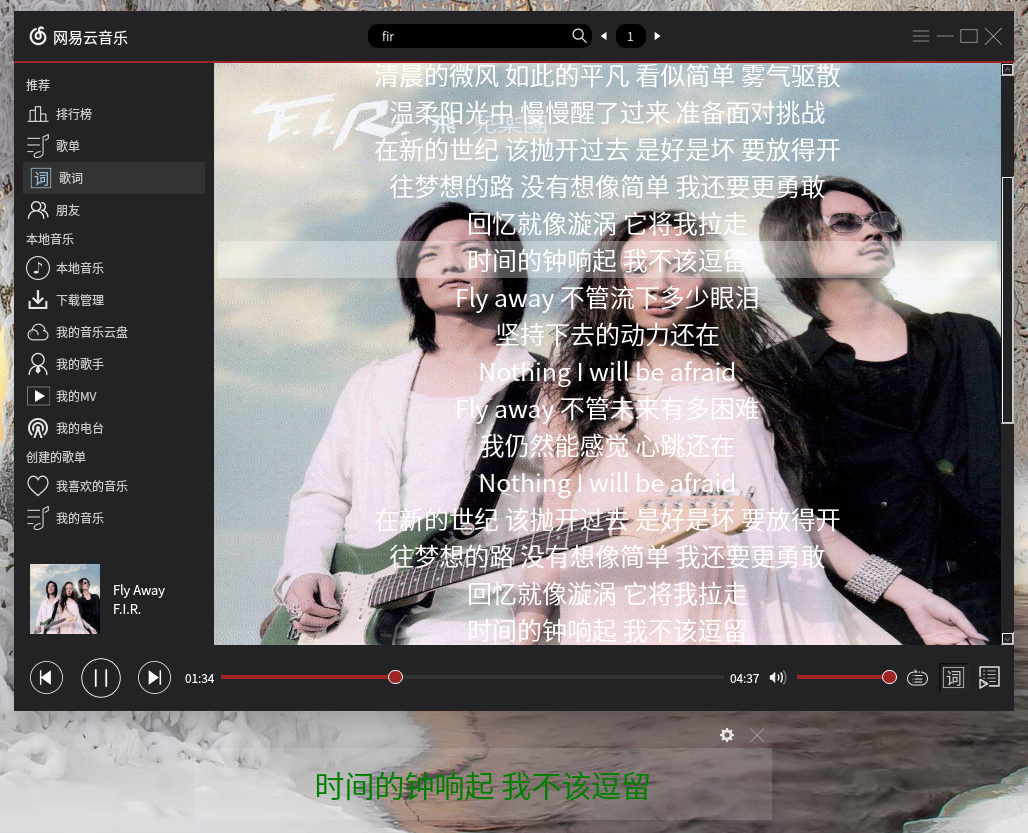 网易云音乐
fir
1
推荐
排行榜
歌单
词 歌词
朋友
本地音乐
本地音乐
下载管理
我的音乐云盘
我的歌手
我的MV
我的电台
创建的歌单
我喜欢的音乐
我的音乐
Fly Away
F.I.R.
F.I.R. 飛
清晨的微风 如此的平凡 看似简单 雾气驱散
温柔阳光中 慢慢醒了过来 准备面对挑战
在新的世纪 该抛开过去 是好是坏 要放得开
往梦想的路 没有想像简单 我还要更勇敢
回忆就像漩涡 它将我拉走
时间的钟响起 我不该逗留
Fly away 不管流下多少眼泪
坚持下去的动力还在
Nothing I will be afraid
Fly away 不管未来有多困难
我仍然能感觉 心跳还在
Nothing I will be afraid
在新的世纪 该抛开过去 是好是坏 要放得开
往梦想的路 没有想像简单 我还要更勇敢
回忆就像漩涡 它将我拉走
时间的钟响起 我不该逗留
01:34
04:37
词
时间的钟响起 我不该逗留